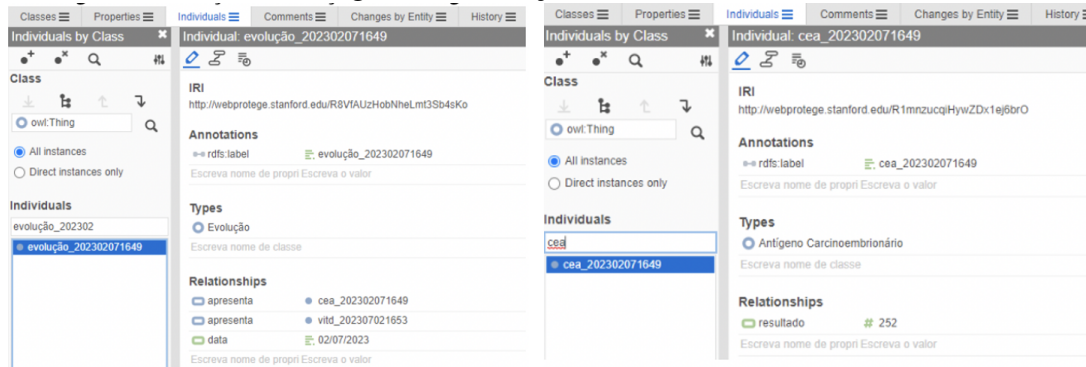 Classes Properties Individuals Comments Changes by Entity History
Individuals by Class
Individual: evolução_202302071649
Class
owl:Thing
All instances
Direct instances only
Individuals
evolução_202302
evolução_202302071649
IRI
http://webprotege.stanford.edu/R8VfAUzHobNheLmt3Sb4sKo
Annotations
rdfs:label evolução_202302071649
Escreva nome de propri Escreva o valor
Types
Evolução
Escreva nome de classe
Relationships
apresenta cea_202302071649
apresenta vitd_202307021653
data 02/07/2023
Escreva nome de propri Escreva o valor
Classes Properties Individuals Comments Changes by Entity History
Individuals by Class
Individual: cea_202302071649
Class
owl:Thing
All instances
Direct instances only
Individuals
cea
cea_202302071649
IRI
http://webprotege.stanford.edu/R1mnzucqiHywZDx1ej6brO
Annotations
rdfs:label cea_202302071649
Escreva nome de propri Escreva o valor
Types
Antígeno Carcinoembrionário
Escreva nome de classe
Relationships
resultado # 252
Escreva nome de propri Escreva o valor